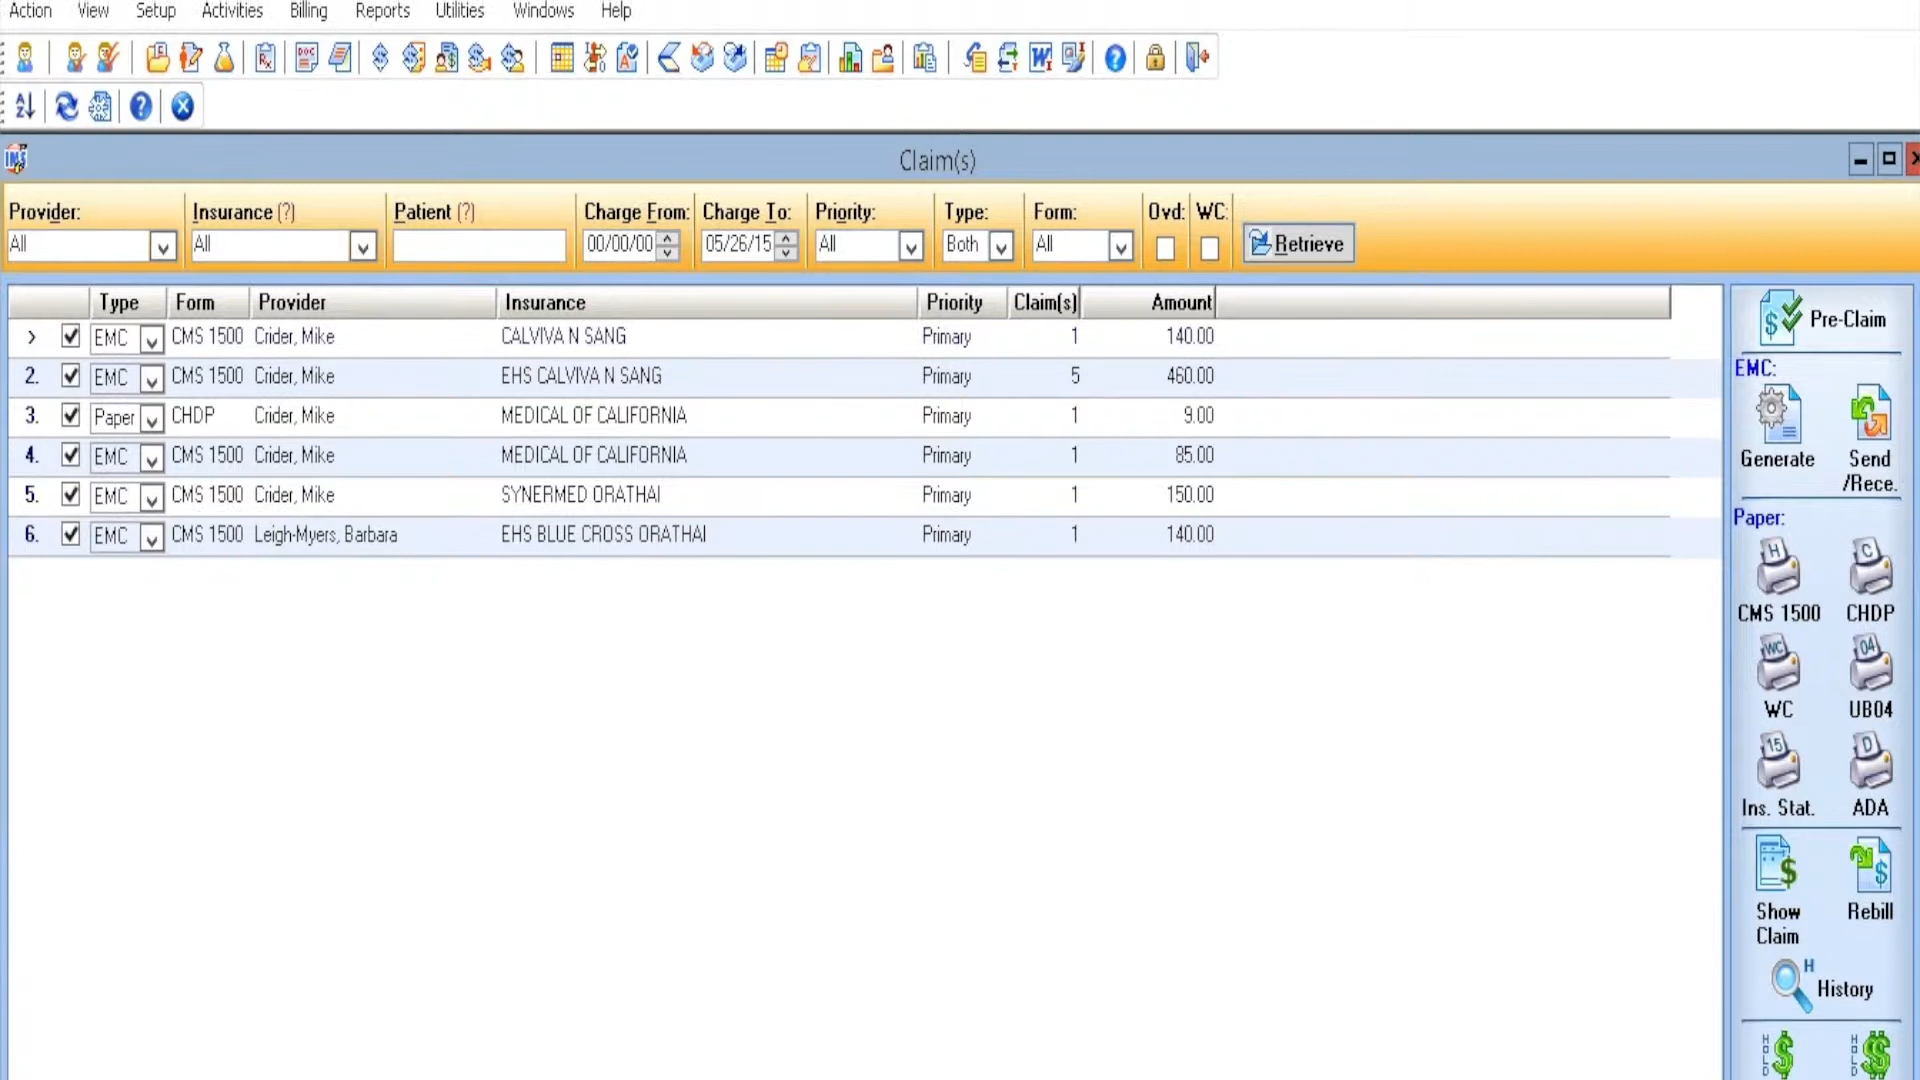 Action View Setup Activities Billing Reports Utilities Windows Help
Claim(s)
Provider: Insurance (?) Patient (?) Charge From: Charge To: Priority: Type: Form: Ovd: WC:
All All 00/00/00 05/26/15 All Both All Retrieve
Type Form Provider Insurance Priority Claim(s) Amount
EMC CMS 1500 Crider, Mike CALVIVA N SANG Primary 1 140.00
2. EMC CMS 1500 Crider, Mike EHS CALVIVA N SANG Primary 5 460.00
3. Paper CHDP Crider, Mike MEDICAL OF CALIFORNIA Primary 1 9.00
4. EMC CMS 1500 Crider, Mike MEDICAL OF CALIFORNIA Primary 1 85.00
5. EMC CMS 1500 Crider, Mike SYNERMED ORATHAI Primary 1 150.00
6. EMC CMS 1500 Leigh-Myers, Barbara EHS BLUE CROSS ORATHAI Primary 1 140.00
Pre-Claim
EMC:
Generate Send
/Rece.
Paper:
H C
CMS 1500 CHDP
WC 04
WC UB04
15 D
Ins. Stat. ADA
Show Rebill
Claim
H
History
HOLD HOLD